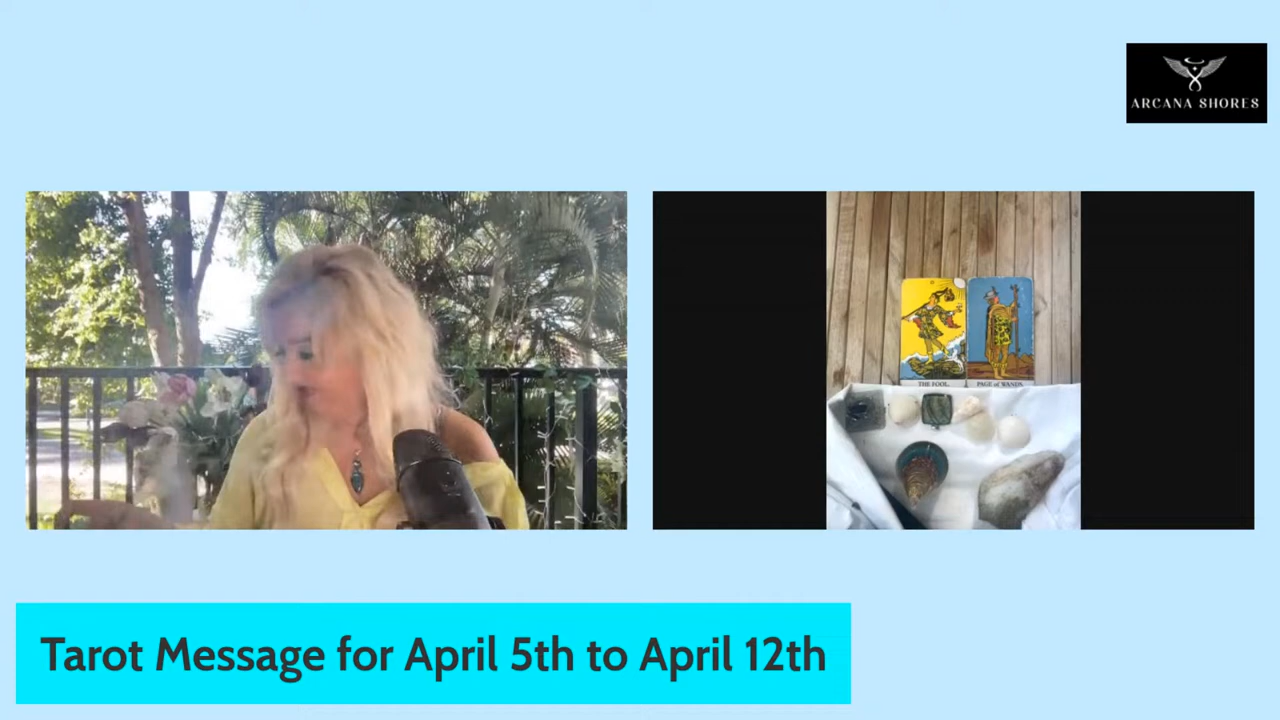 ARCANA SHORES
THE FOOL.
PAGE of WANDS.
Tarot Message for April 5th to April 12th